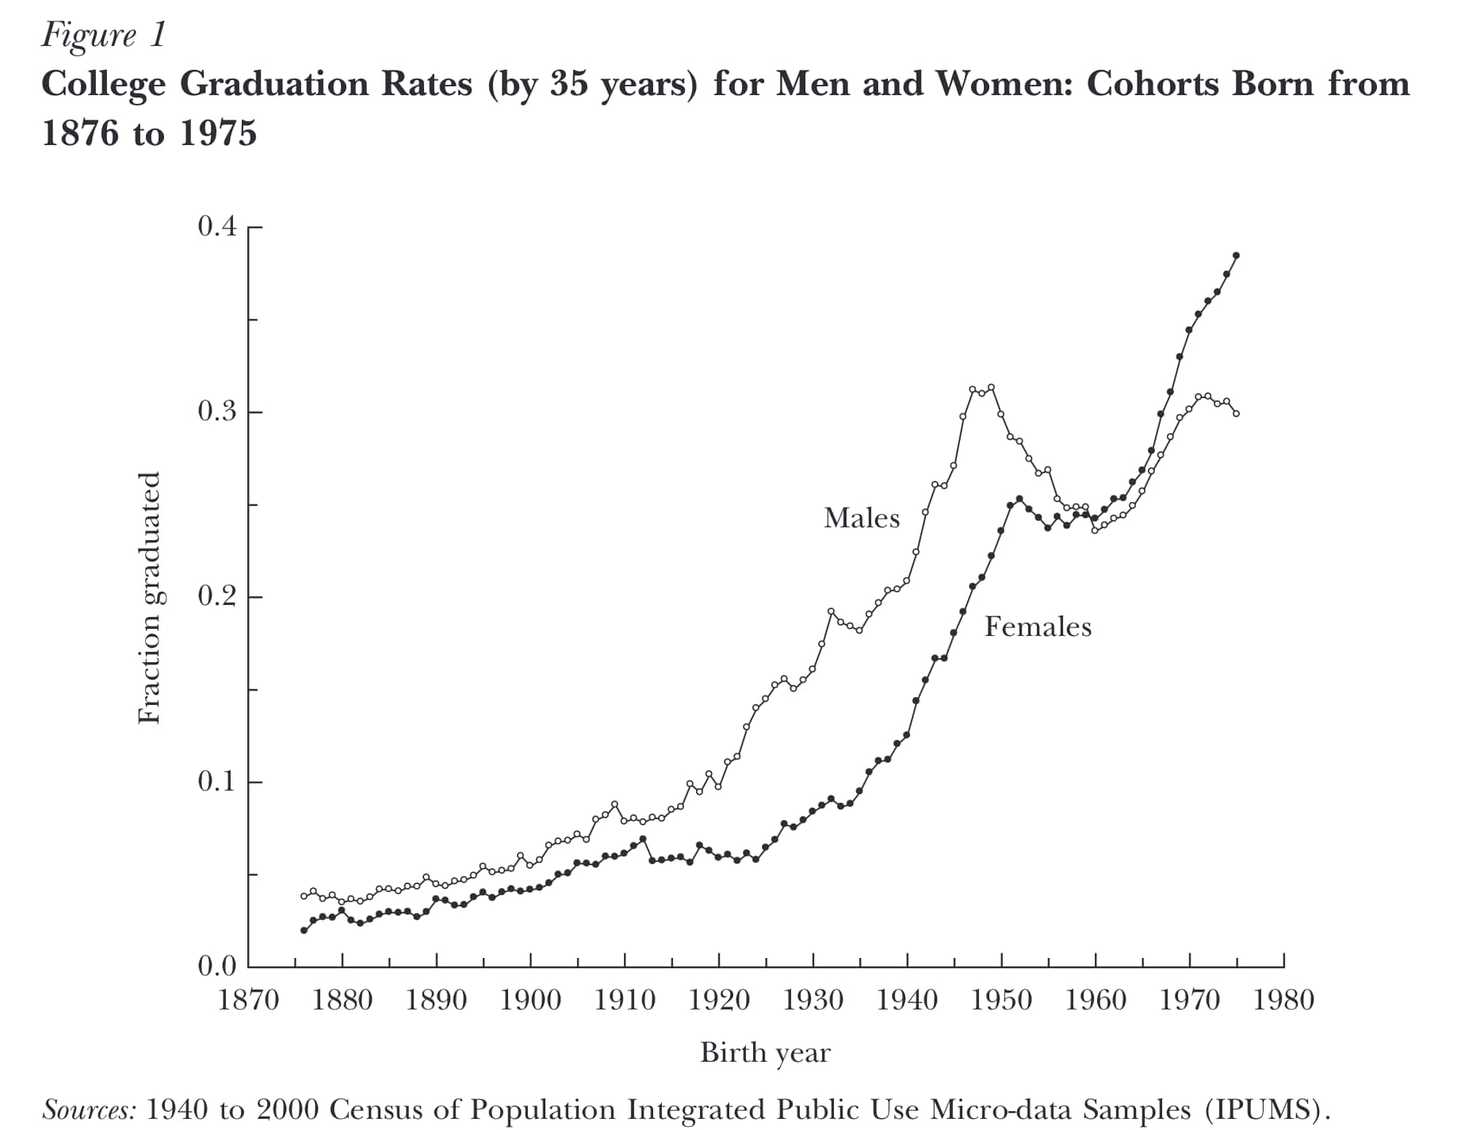 Figure 1
College Graduation Rates (by 35 years) for Men and Women: Cohorts Born from
1876 to 1975
0.4
0.3
0.2
0.1
0.0
Fraction graduated
Males
Females
1870 1880 1890 1900 1910 1920 1930 1940 1950 1960 1970 1980
Birth year
Sources: 1940 to 2000 Census of Population Integrated Public Use Micro-data Samples (IPUMS).